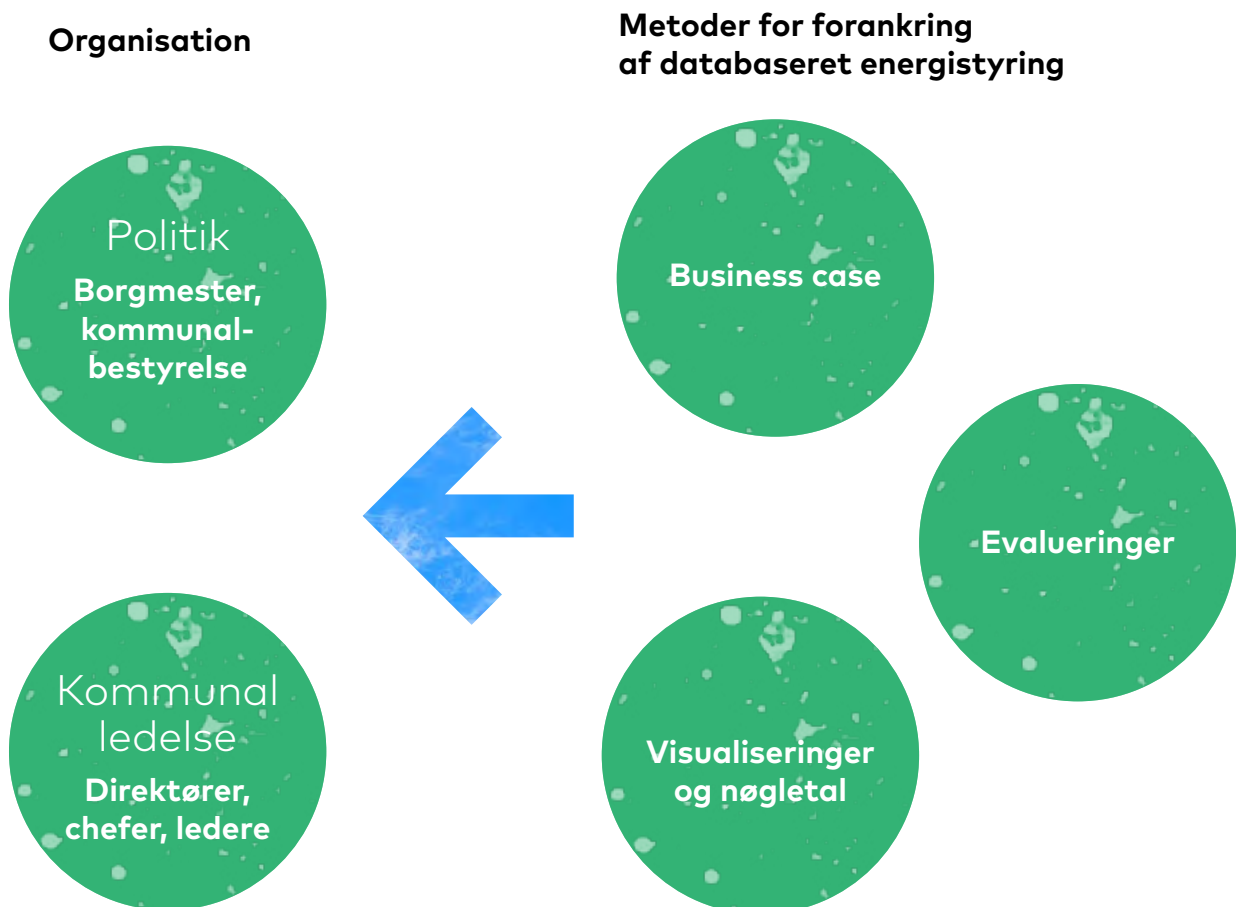 Organisation
Politik
Borgmester,
kommunal-
bestyrelse
Kommunal
ledelse
Direktører,
chefer, ledere
Metoder for forankring
af databaseret energistyring
Business case
Evalueringer
Visualiseringer
og nøgletal